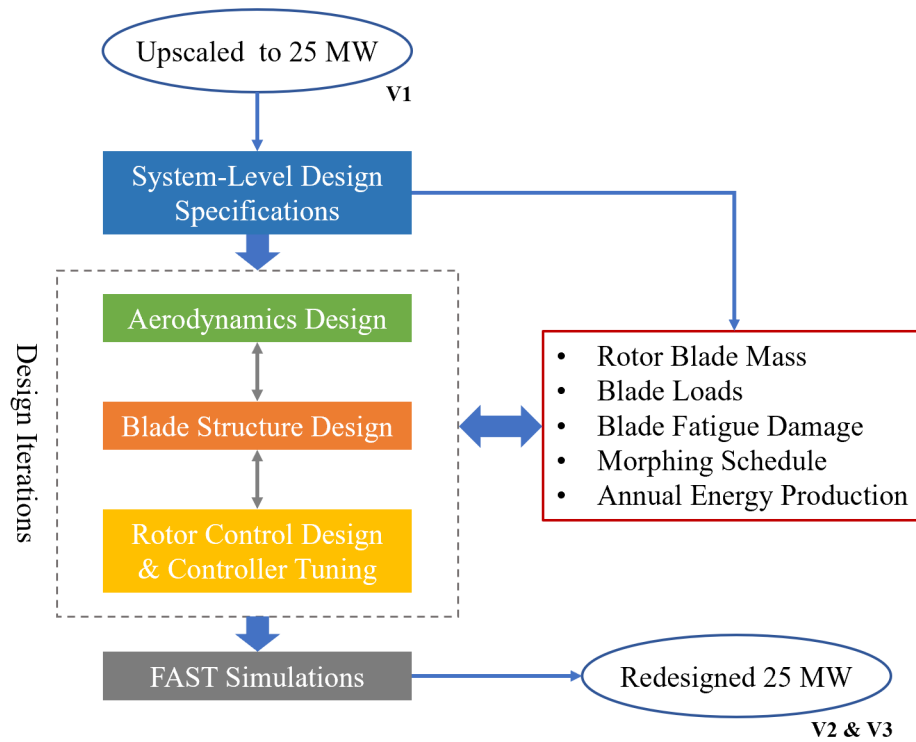 Upscaled to 25 MW
V1
System-Level Design
Specifications
Design Iterations
Aerodynamics Design
Blade Structure Design
Rotor Control Design
& Controller Tuning
• Rotor Blade Mass
• Blade Loads
• Blade Fatigue Damage
• Morphing Schedule
• Annual Energy Production
FAST Simulations
Redesigned 25 MW
V2 & V3